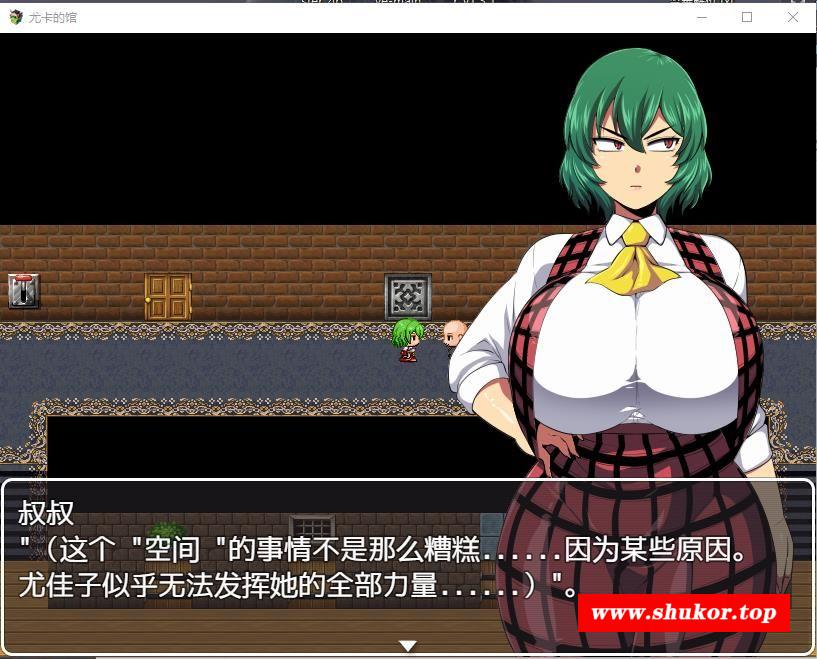 尤卡的馆
叔叔
"（这个 "空间 "的事情不是那么糟糕......因为某些原因。
尤佳子似乎无法发挥她的全部力量......）"。
www.shukor.top